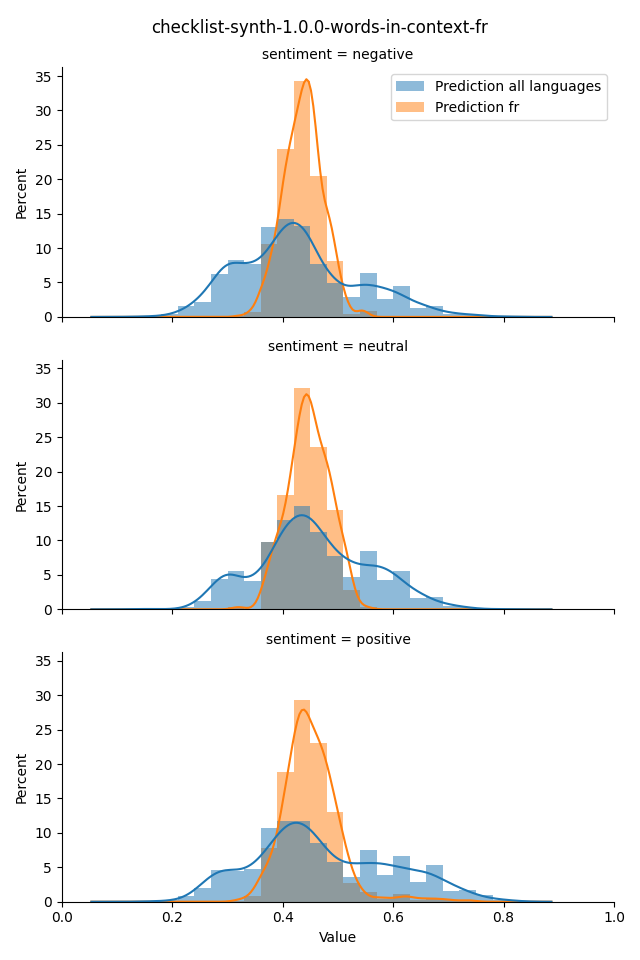 checklist-synth-1.0.0-words-in-context-fr
sentiment = negative
Prediction all languages
Prediction fr
Percent
35
30
25
20
15
10
5
0
sentiment = neutral
Percent
35
30
25
20
15
10
5
0
sentiment = positive
Percent
35
30
25
20
15
10
5
0
0.0 0.2 0.4 0.6 0.8 1.0
Value